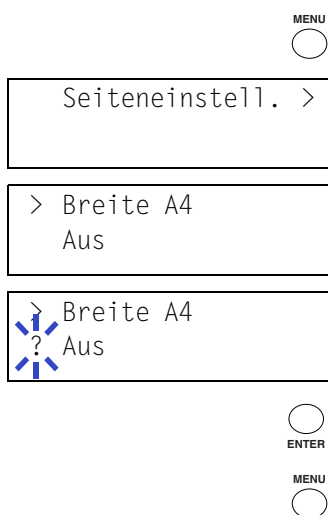 MENU
Seiteneinstell. >
> Breite A4
Aus
> Breite A4
? Aus
ENTER
MENU